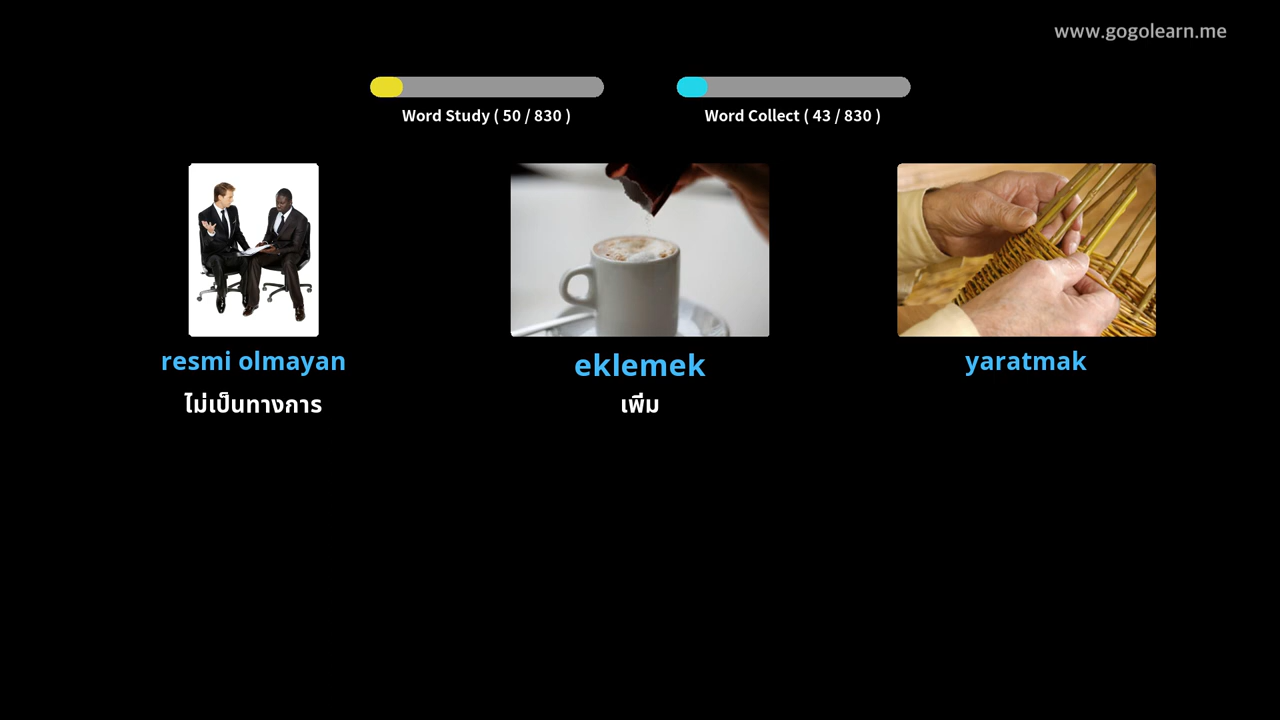 www.gogolearn.me
Word Study ( 50 / 830 )
Word Collect ( 43 / 830 )
resmi olmayan
eklemek
yaratmak
ไม่เป็นทางการ
เพิ่ม